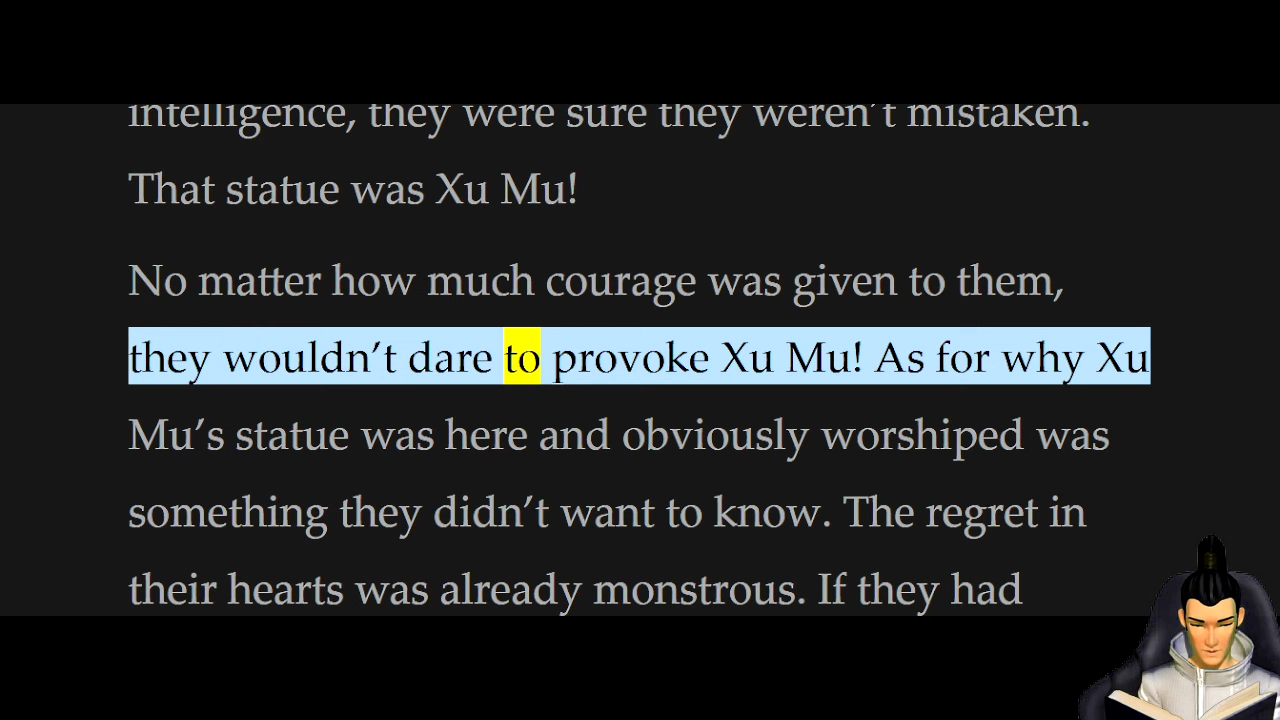 intelligence, they were sure they weren’t mistaken.
That statue was Xu Mu!
No matter how much courage was given to them,
they wouldn’t dare to provoke Xu Mu! As for why Xu
Mu’s statue was here and obviously worshiped was
something they didn’t want to know. The regret in
their hearts was already monstrous. If they had